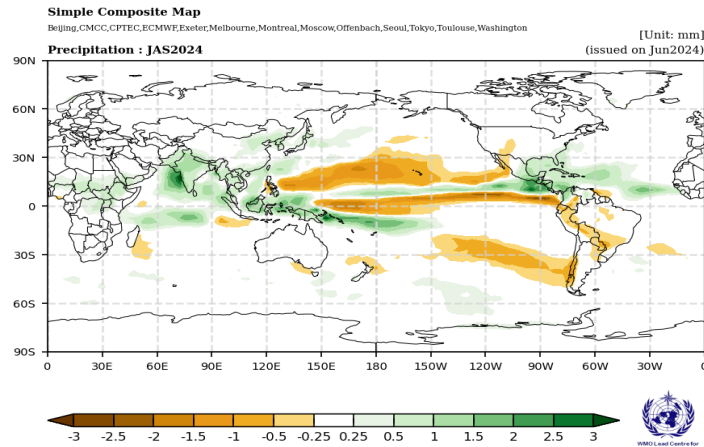 Simple Composite Map
Beijing,CMCC,CPTEC,ECMWF,Exeter,Melbourne,Montreal,Moscow,Offenbach,Seoul,Tokyo,Toulouse,Washington
[Unit: mm]
Precipitation : JAS2024
(issued on Jun2024)
90N
60N
30N
0
30S
60S
90S
0 30E 60E 90E 120E 150E 180 150W 120W 90W 60W 30W 0
-3 -2.5 -2 -1.5 -1 -0.5 -0.25 0.25 0.5 1 1.5 2 2.5 3
WMO Lead Centre for